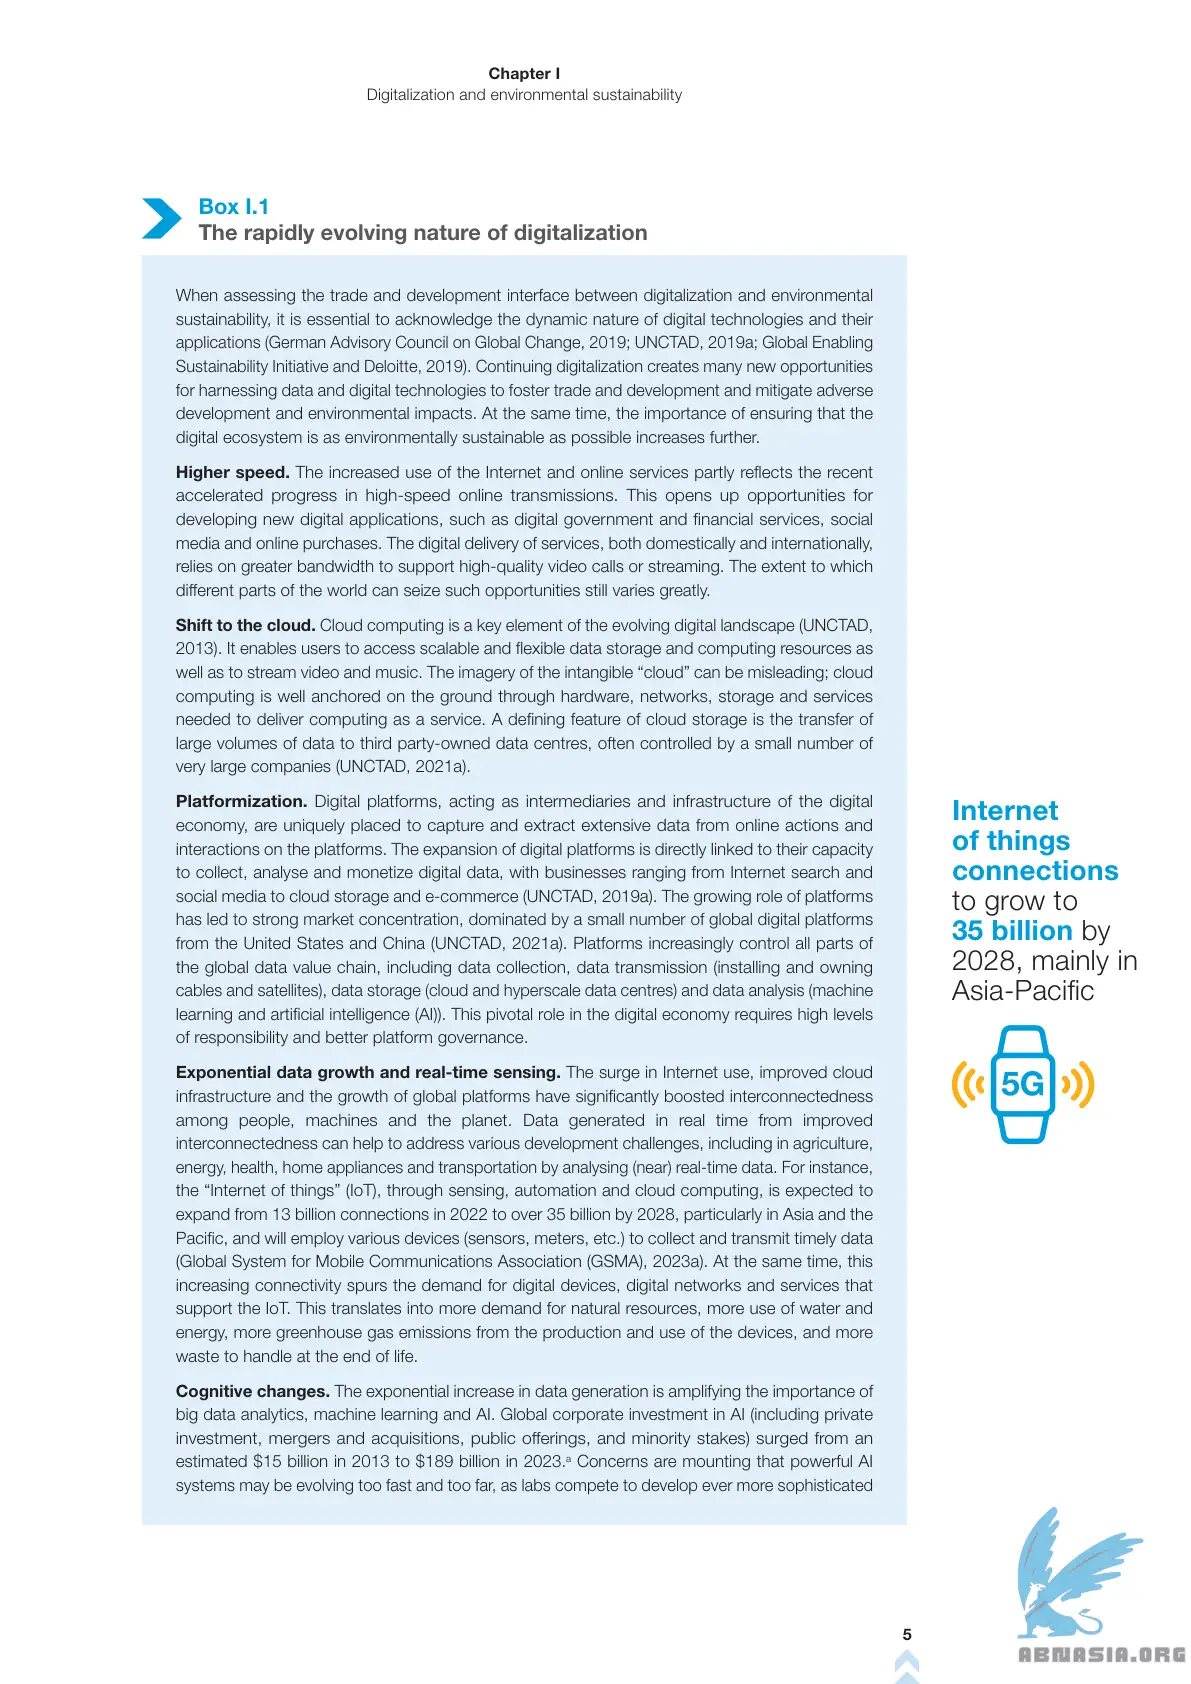 Chapter I
Digitalization and environmental sustainability
Box I.1
The rapidly evolving nature of digitalization
When assessing the trade and development interface between digitalization and environmental
sustainability, it is essential to acknowledge the dynamic nature of digital technologies and their
applications (German Advisory Council on Global Change, 2019; UNCTAD, 2019a; Global Enabling
Sustainability Initiative and Deloitte, 2019). Continuing digitalization creates many new opportunities
for harnessing data and digital technologies to foster trade and development and mitigate adverse
development and environmental impacts. At the same time, the importance of ensuring that the
digital ecosystem is as environmentally sustainable as possible increases further.
Higher speed. The increased use of the Internet and online services partly reflects the recent
accelerated progress in high-speed online transmissions. This opens up opportunities for
developing new digital applications, such as digital government and financial services, social
media and online purchases. The digital delivery of services, both domestically and internationally,
relies on greater bandwidth to support high-quality video calls or streaming. The extent to which
different parts of the world can seize such opportunities still varies greatly.
Shift to the cloud. Cloud computing is a key element of the evolving digital landscape (UNCTAD,
2013). It enables users to access scalable and flexible data storage and computing resources as
well as to stream video and music. The imagery of the intangible “cloud” can be misleading; cloud
computing is well anchored on the ground through hardware, networks, storage and services
needed to deliver computing as a service. A defining feature of cloud storage is the transfer of
large volumes of data to third party-owned data centres, often controlled by a small number of
very large companies (UNCTAD, 2021a).
Platformization. Digital platforms, acting as intermediaries and infrastructure of the digital
economy, are uniquely placed to capture and extract extensive data from online actions and
interactions on the platforms. The expansion of digital platforms is directly linked to their capacity
to collect, analyse and monetize digital data, with businesses ranging from Internet search and
social media to cloud storage and e-commerce (UNCTAD, 2019a). The growing role of platforms
has led to strong market concentration, dominated by a small number of global digital platforms
from the United States and China (UNCTAD, 2021a). Platforms increasingly control all parts of
the global data value chain, including data collection, data transmission (installing and owning
cables and satellites), data storage (cloud and hyperscale data centres) and data analysis (machine
learning and artificial intelligence (AI)). This pivotal role in the digital economy requires high levels
of responsibility and better platform governance.
Exponential data growth and real-time sensing. The surge in Internet use, improved cloud
infrastructure and the growth of global platforms have significantly boosted interconnectedness
among people, machines and the planet. Data generated in real time from improved
interconnectedness can help to address various development challenges, including in agriculture,
energy, health, home appliances and transportation by analysing (near) real-time data. For instance,
the “Internet of things” (IoT), through sensing, automation and cloud computing, is expected to
expand from 13 billion connections in 2022 to over 35 billion by 2028, particularly in Asia and the
Pacific, and will employ various devices (sensors, meters, etc.) to collect and transmit timely data
(Global System for Mobile Communications Association (GSMA), 2023a). At the same time, this
increasing connectivity spurs the demand for digital devices, digital networks and services that
support the IoT. This translates into more demand for natural resources, more use of water and
energy, more greenhouse gas emissions from the production and use of the devices, and more
waste to handle at the end of life.
Cognitive changes. The exponential increase in data generation is amplifying the importance of
big data analytics, machine learning and AI. Global corporate investment in AI (including private
investment, mergers and acquisitions, public offerings, and minority stakes) surged from an
estimated $15 billion in 2013 to $189 billion in 2023.ª Concerns are mounting that powerful AI
systems may be evolving too fast and too far, as labs compete to develop ever more sophisticated
Internet
of things
connections
to grow to
35 billion by
2028, mainly in
Asia-Pacific
5G
5
ABNASIA.ORG